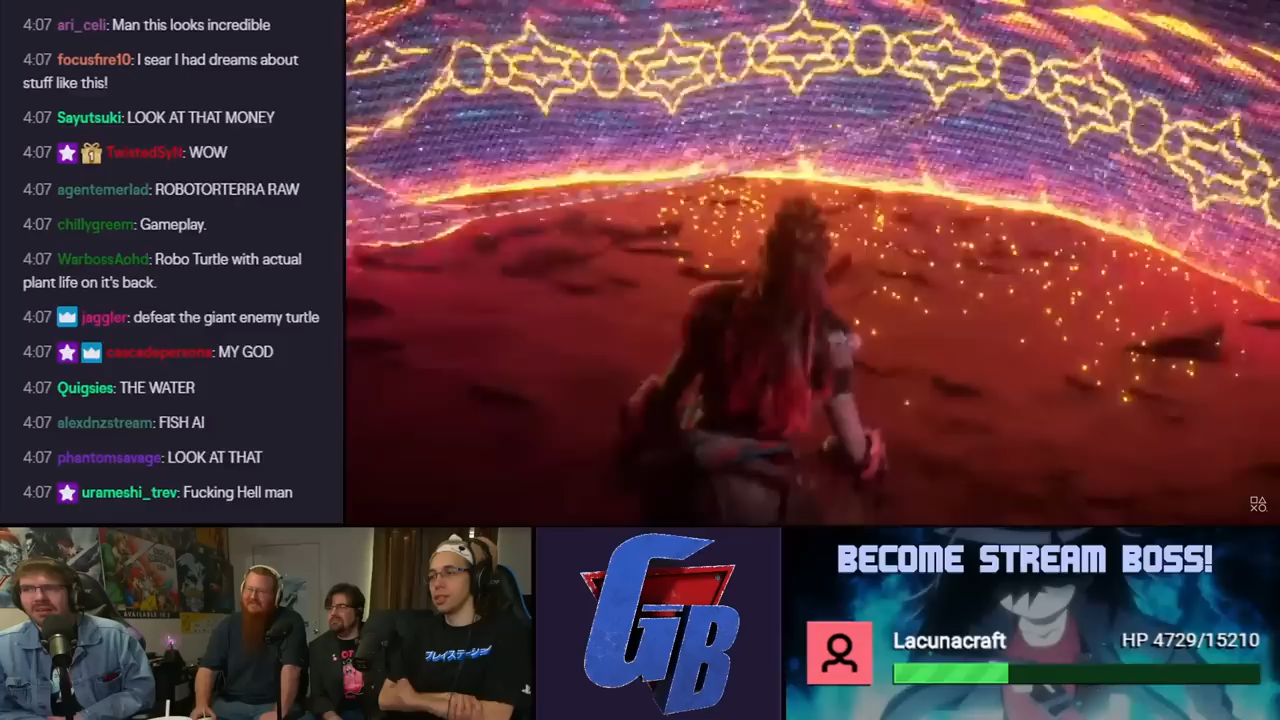 4:07 ari_celi: Man this looks incredible
4:07 focusfire10: I sear I had dreams about
stuff like this!
4:07 Sayutsuki: LOOK AT THAT MONEY
4:07 TwistedSyN: WOW
4:07 agentemerlad: ROBOTORTERRA RAW
4:07 chillygreem: Gameplay.
4:07 WarbossAohd: Robo Turtle with actual
plant life on it's back.
4:07 jaggler: defeat the giant enemy turtle
4:07 cascadepersona: MY GOD
4:07 Quigsies: THE WATER
4:07 alexdnzstream: FISH AI
4:07 phantomsavage: LOOK AT THAT
4:07 urameshi_trev: Fucking Hell man
AVAILABLE 12.1
プレイステーション
GB
BECOME STREAM BOSS!
Lacunacraft HP 4729/15210